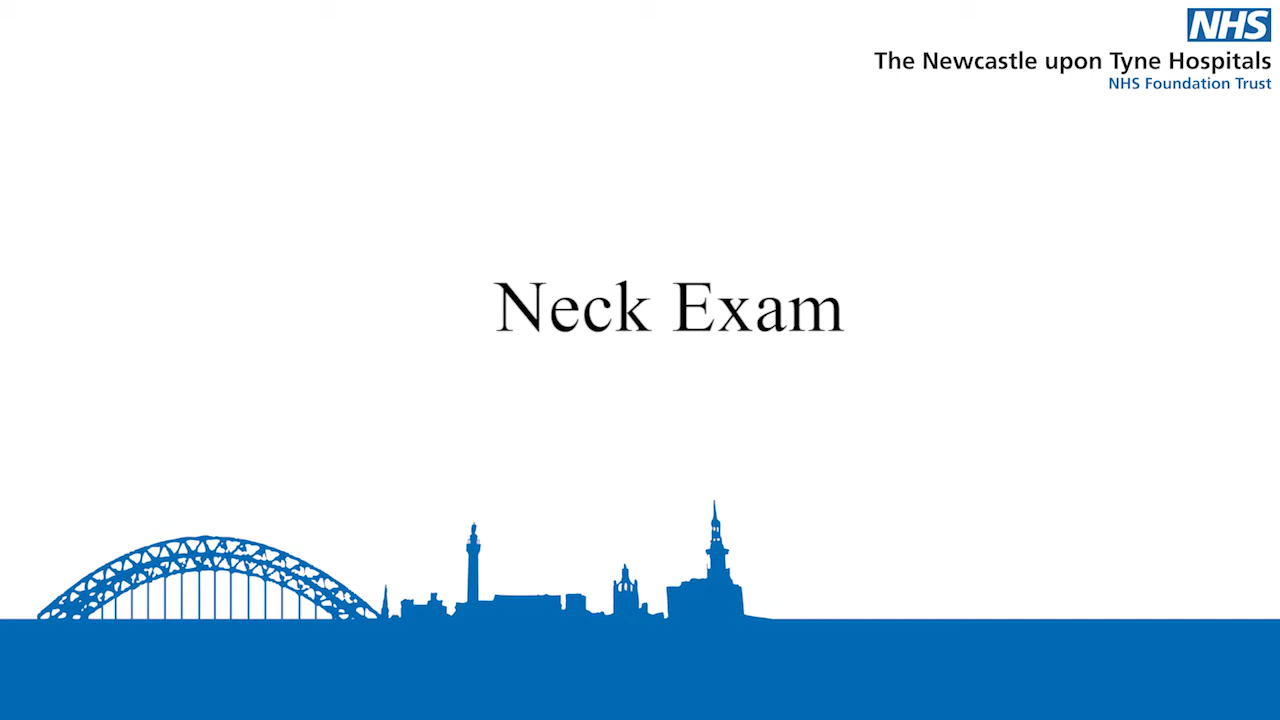 NHS
The Newcastle upon Tyne Hospitals
NHS Foundation Trust
Neck Exam